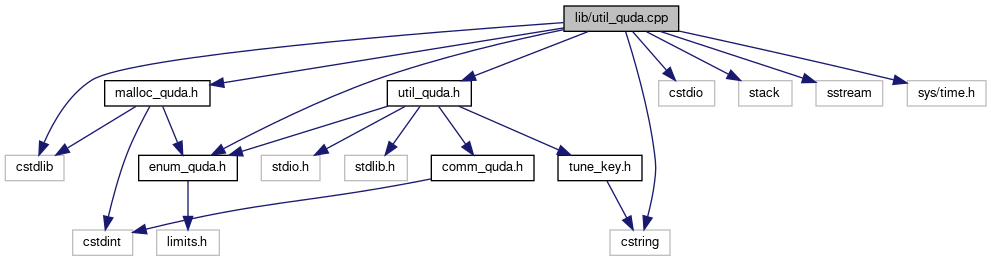 lib/util_quda.cpp
malloc_quda.h
util_quda.h
cstdio
stack
sstream
sys/time.h
cstdlib
enum_quda.h
stdio.h
stdlib.h
comm_quda.h
tune_key.h
cstdint
limits.h
cstring